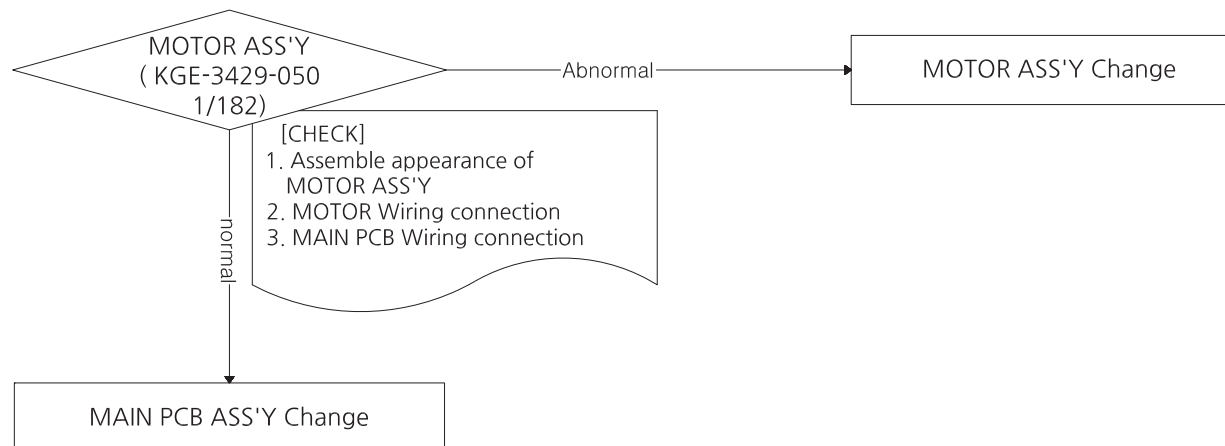 MOTOR ASS'Y
( KGE-3429-050
1/182)
Abnormal
MOTOR ASS'Y Change
[CHECK]
1. Assemble appearance of
MOTOR ASS'Y
2. MOTOR Wiring connection
3. MAIN PCB Wiring connection
normal
MAIN PCB ASS'Y Change